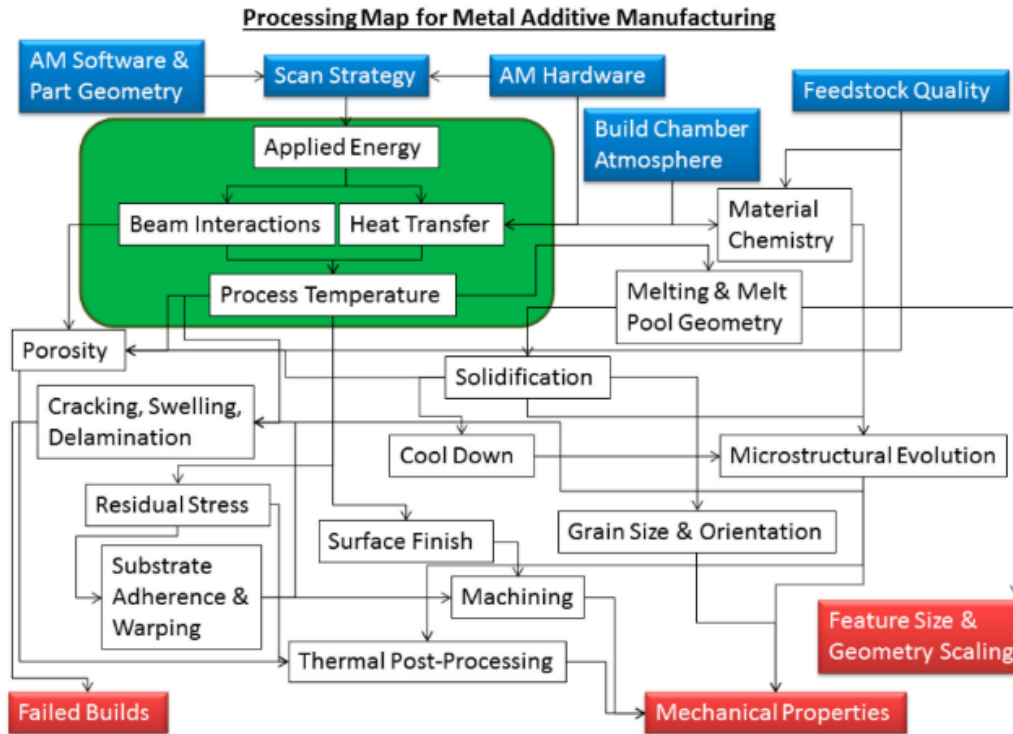 Processing Map for Metal Additive Manufacturing
AM Software &
Part Geometry
Scan Strategy
AM Hardware
Feedstock Quality
Build Chamber
Atmosphere
Applied Energy
Beam Interactions
Heat Transfer
Material
Chemistry
Process Temperature
Melting & Melt
Pool Geometry
Porosity
Solidification
Cracking, Swelling,
Delamination
Cool Down
Microstructural Evolution
Residual Stress
Surface Finish
Grain Size & Orientation
Substrate
Adherence &
Warping
Machining
Feature Size &
Geometry Scaling
Thermal Post-Processing
Failed Builds
Mechanical Properties